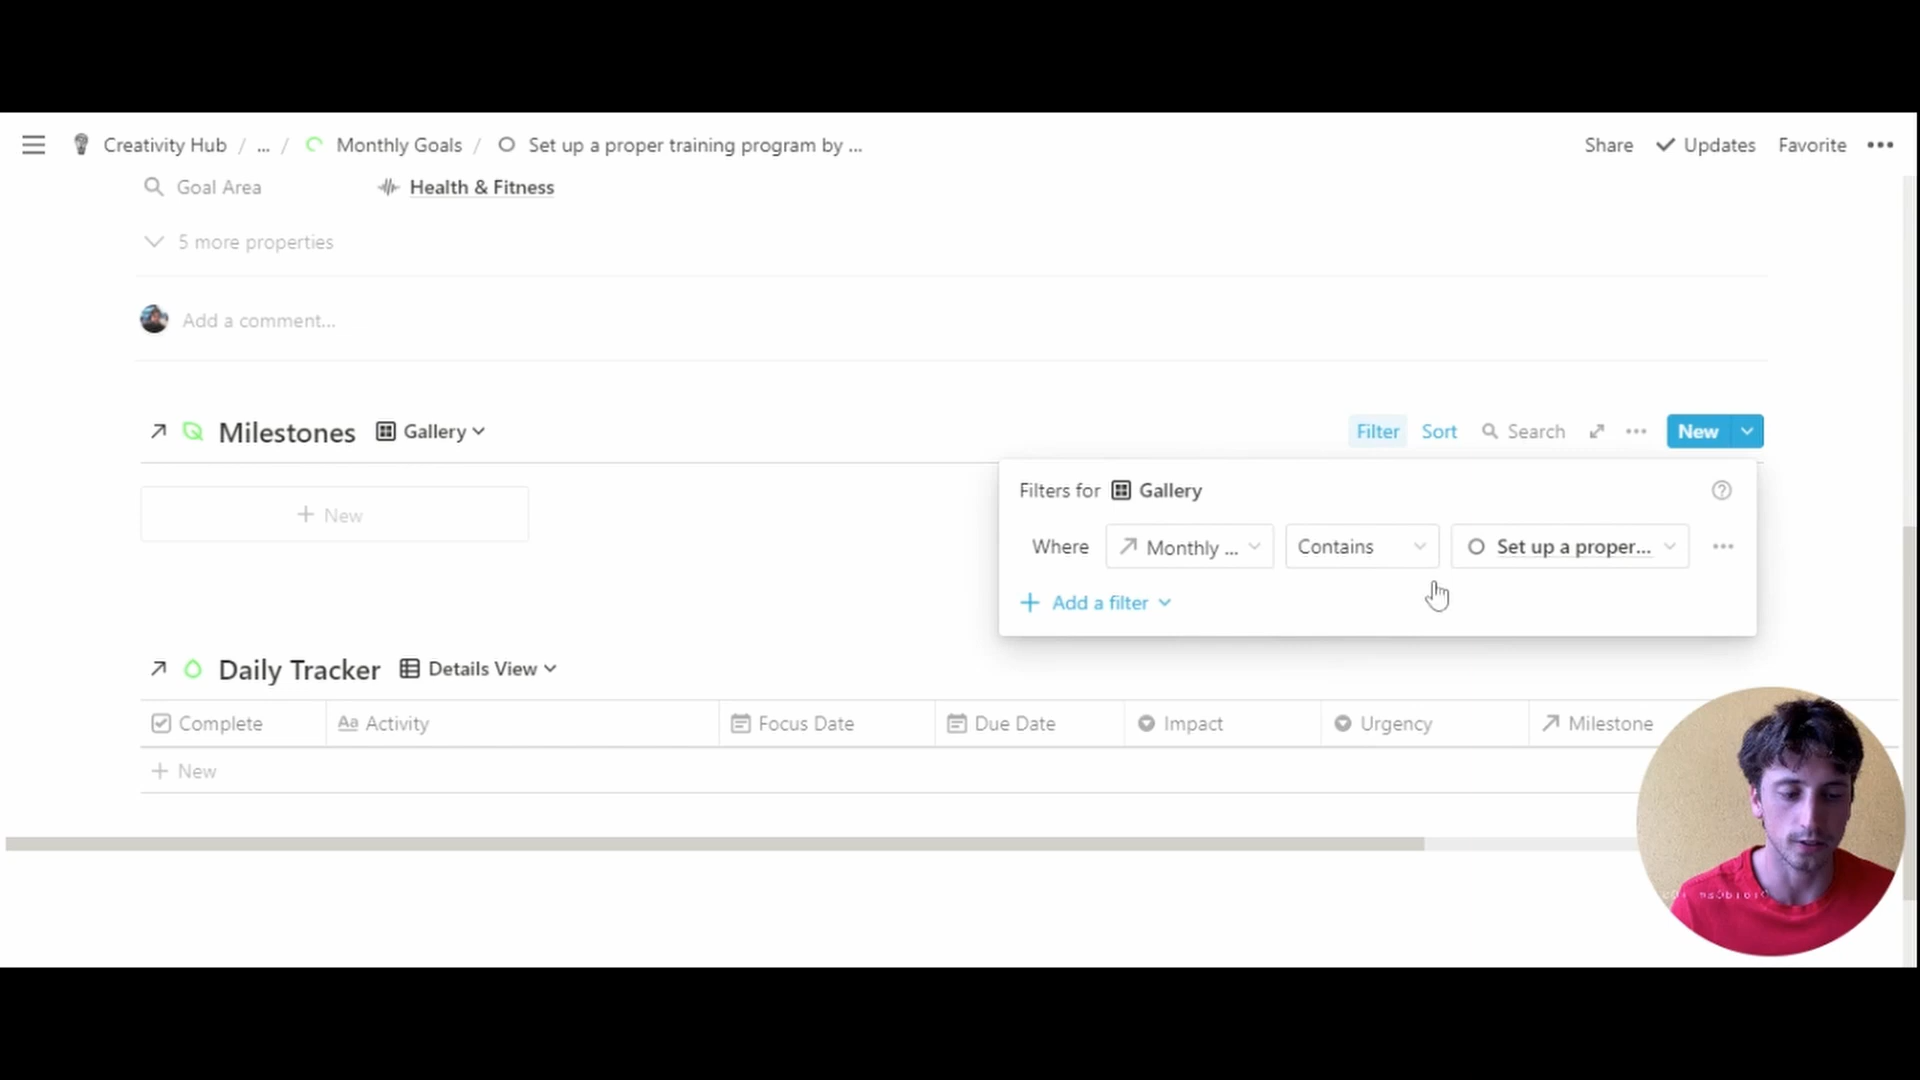 Creativity Hub / ... / Monthly Goals / Set up a proper training program by ...
Share Updates Favorite
Goal Area Health & Fitness
5 more properties
Add a comment...
Milestones Gallery
Filter Sort Search New
New
Filters for Gallery
Where Monthly ... Contains Set up a proper...
Add a filter
Daily Tracker Details View
Complete Aa Activity Focus Date Due Date Impact Urgency Milestone
New